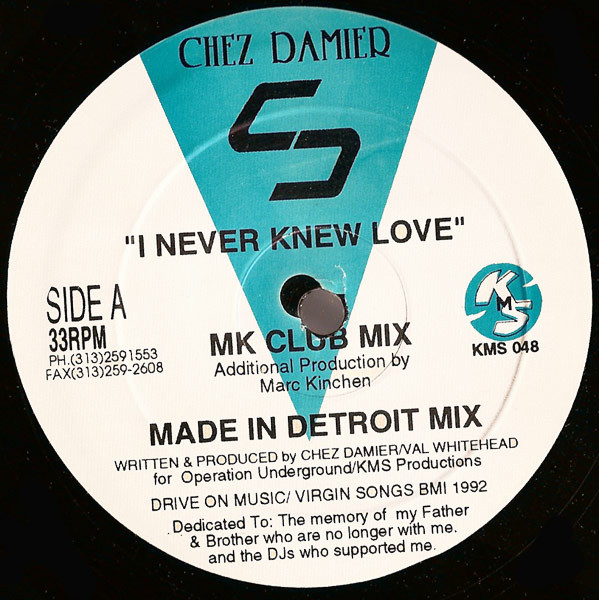 CHEZ DAMIER
CD
"I NEVER KNEW LOVE"
SIDE A
33RPM
PH.(313)2591553
FAX(313)259-2608
KMS
KMS 048
MK CLUB MIX
Additional Production by
Marc Kinchen
MADE IN DETROIT MIX
WRITTEN & PRODUCED by CHEZ DAMIER/VAL WHITEHEAD
for Operation Underground/KMS Productions
DRIVE ON MUSIC/ VIRGIN SONGS BMI 1992
Dedicated To: The memory of my Father
& Brother who are no longer with me.
and the DJs who supported me.